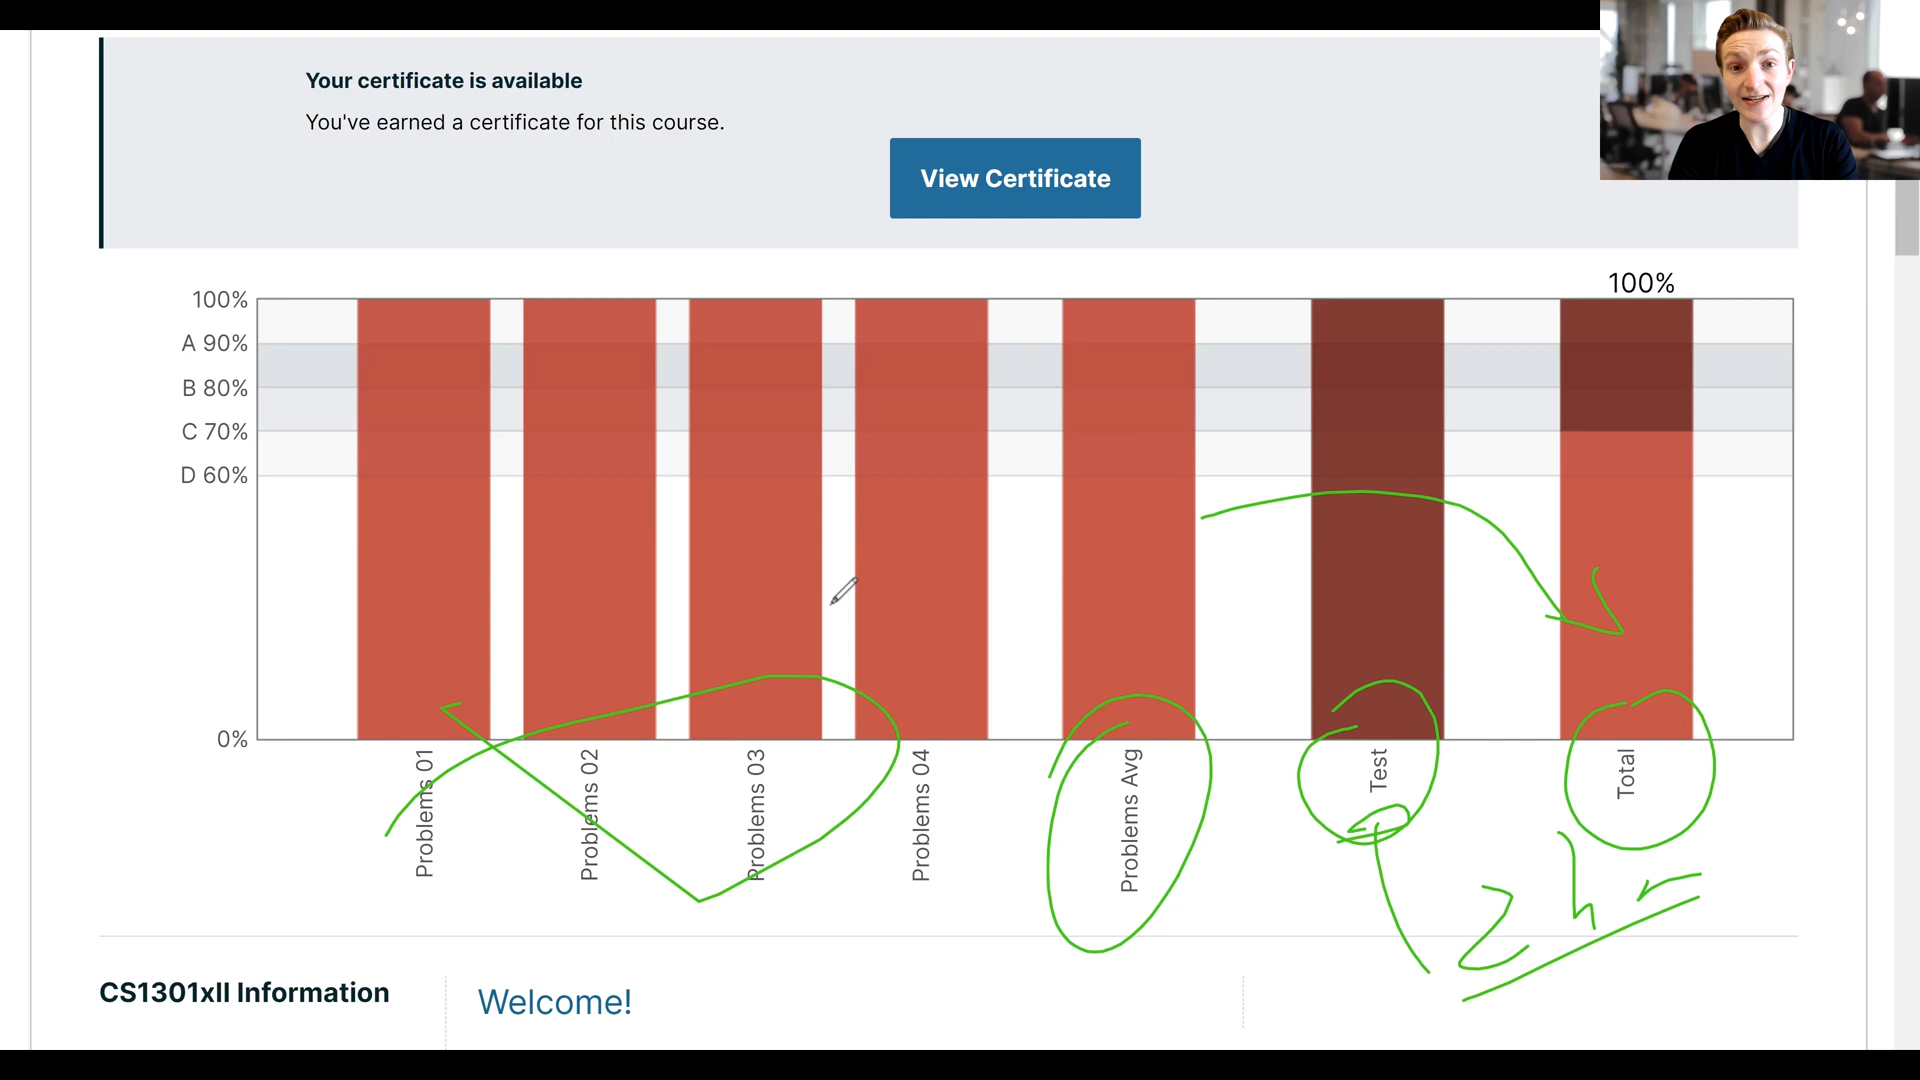 Your certificate is available
You've earned a certificate for this course.
View Certificate
100%
100%
A 90%
B 80%
C 70%
D 60%
0%
Problems 01
Problems 02
Problems 03
Problems 04
Problems Avg
Test
Total
2hr
CS1301xII Information
Welcome!